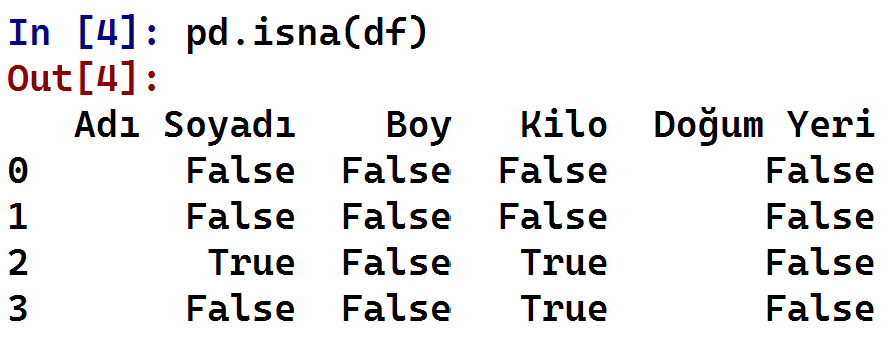 In [4]: pd.isna(df)
Out[4]:
   Adı Soyadı    Boy   Kilo  Doğum Yeri
0       False  False  False       False
1       False  False  False       False
2        True  False   True       False
3       False  False   True       False